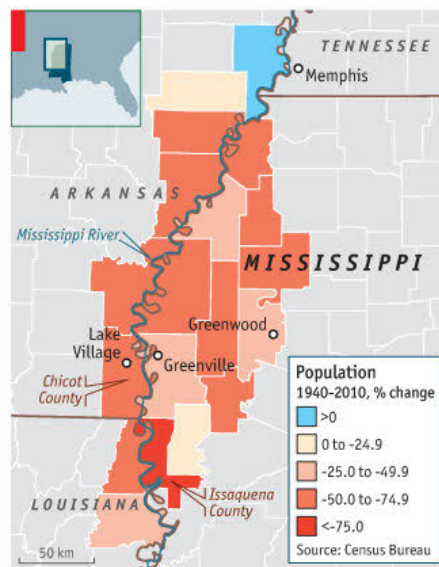 TENNESSEE
Memphis
ARKANSAS
Mississippi River
MISSISSIPPI
Greenwood
Lake
Village
Greenville
Chicot
County
Issaquena
County
LOUISIANA
50 km
Population
1940-2010, % change
>0
0 to -24.9
-25.0 to -49.9
-50.0 to -74.9
<-75.0
Source: Census Bureau